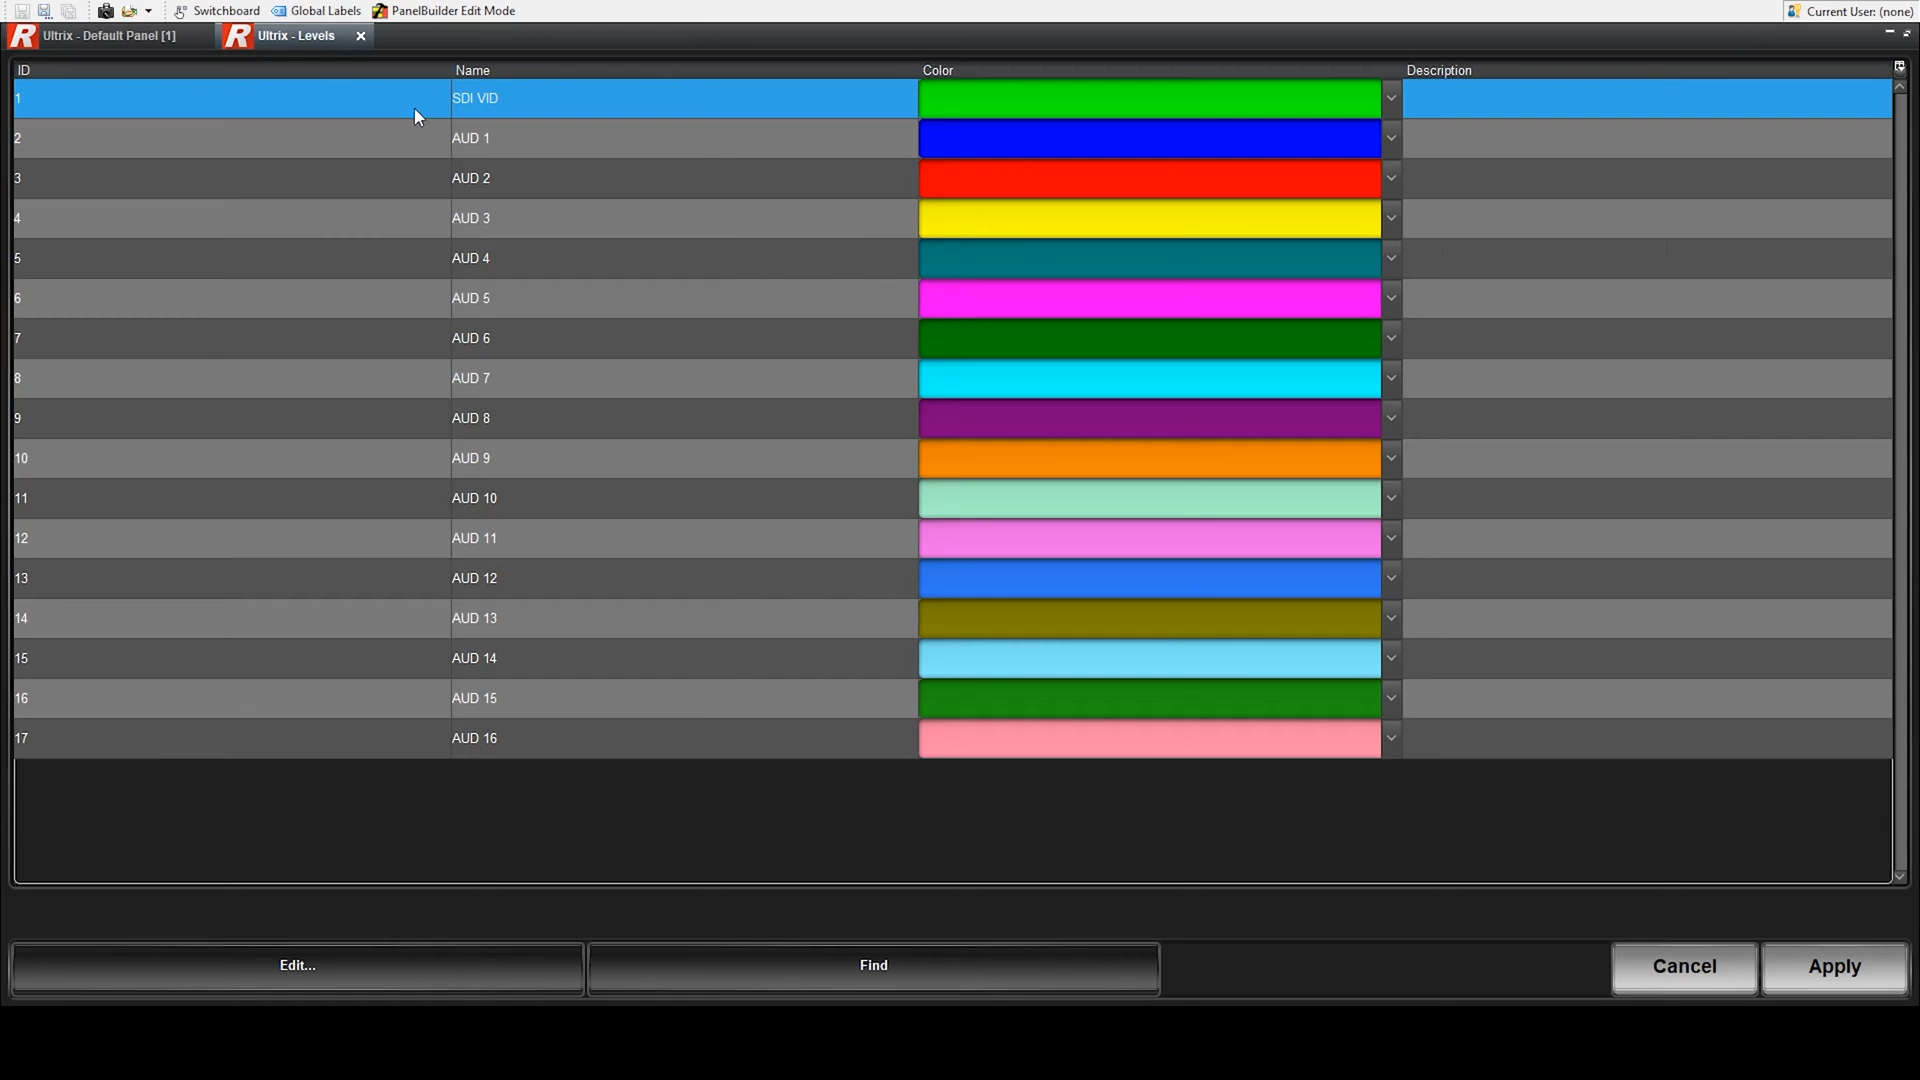 Switchboard Global Labels PanelBuilder Edit Mode Current User: (none)
R Ultrix - Default Panel [1] R Ultrix - Levels
ID Name Color Description
1 SDI VID
2 AUD 1
3 AUD 2
4 AUD 3
5 AUD 4
6 AUD 5
7 AUD 6
8 AUD 7
9 AUD 8
10 AUD 9
11 AUD 10
12 AUD 11
13 AUD 12
14 AUD 13
15 AUD 14
16 AUD 15
17 AUD 16
Edit... Find Cancel Apply